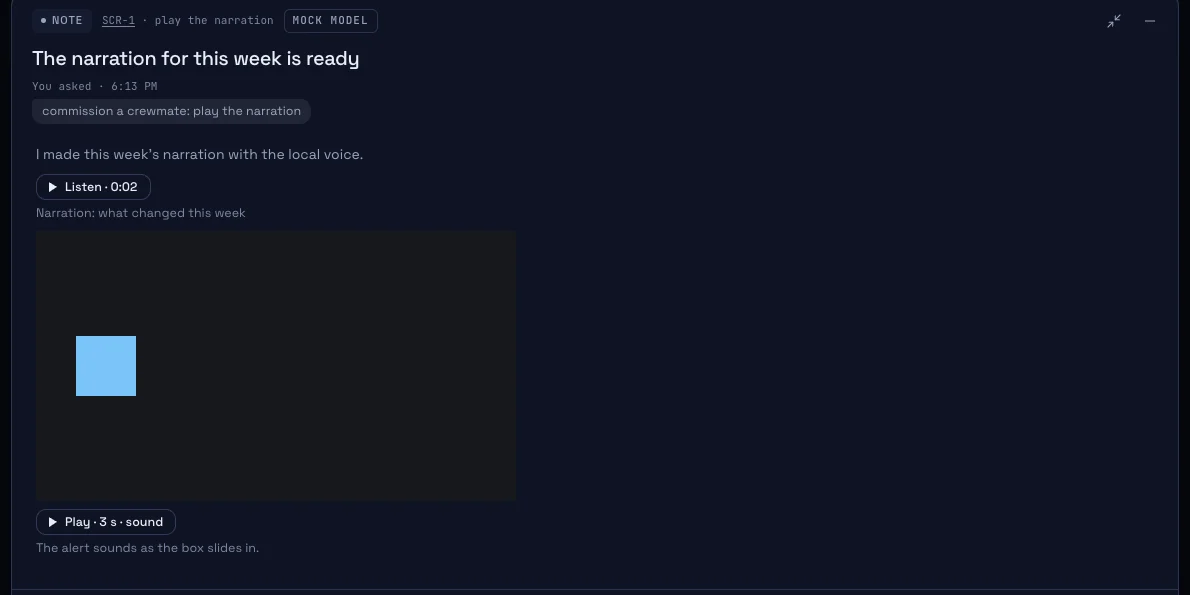 NOTE SCR-1 · play the narration MOCK MODEL
The narration for this week is ready
You asked · 6:13 PM
commission a crewmate: play the narration
I made this week's narration with the local voice.
Listen · 0:02
Narration: what changed this week
Play · 3 s · sound
The alert sounds as the box slides in.